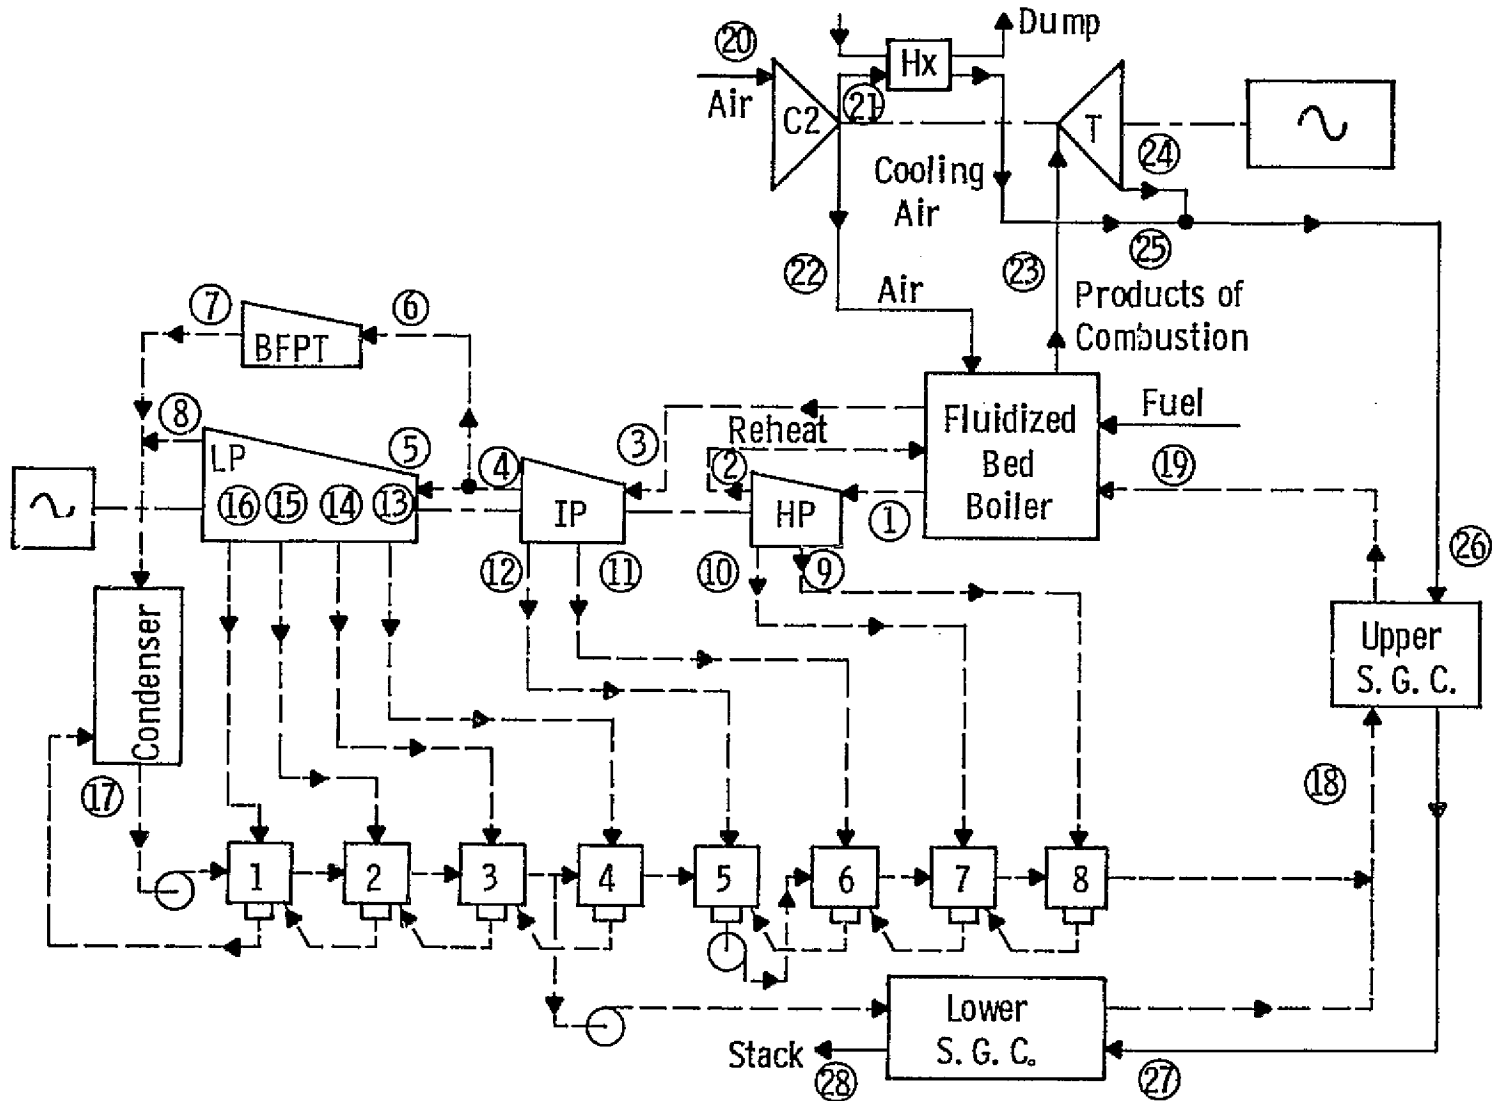 Dump
20
Hx
Air
C2
21
T
24
Cooling
Air
25
22
23
Air
Products of
Combustion
7
6
BFPT
Fluidized
Bed
Boiler
Fuel
8
Reheat
3
5
LP
4
2
19
16
15
14
13
IP
HP
1
12
11
10
9
26
Condenser
Upper
S. G. C.
17
18
1
2
3
4
5
6
7
8
Lower
S. G. C.
Stack
28
27